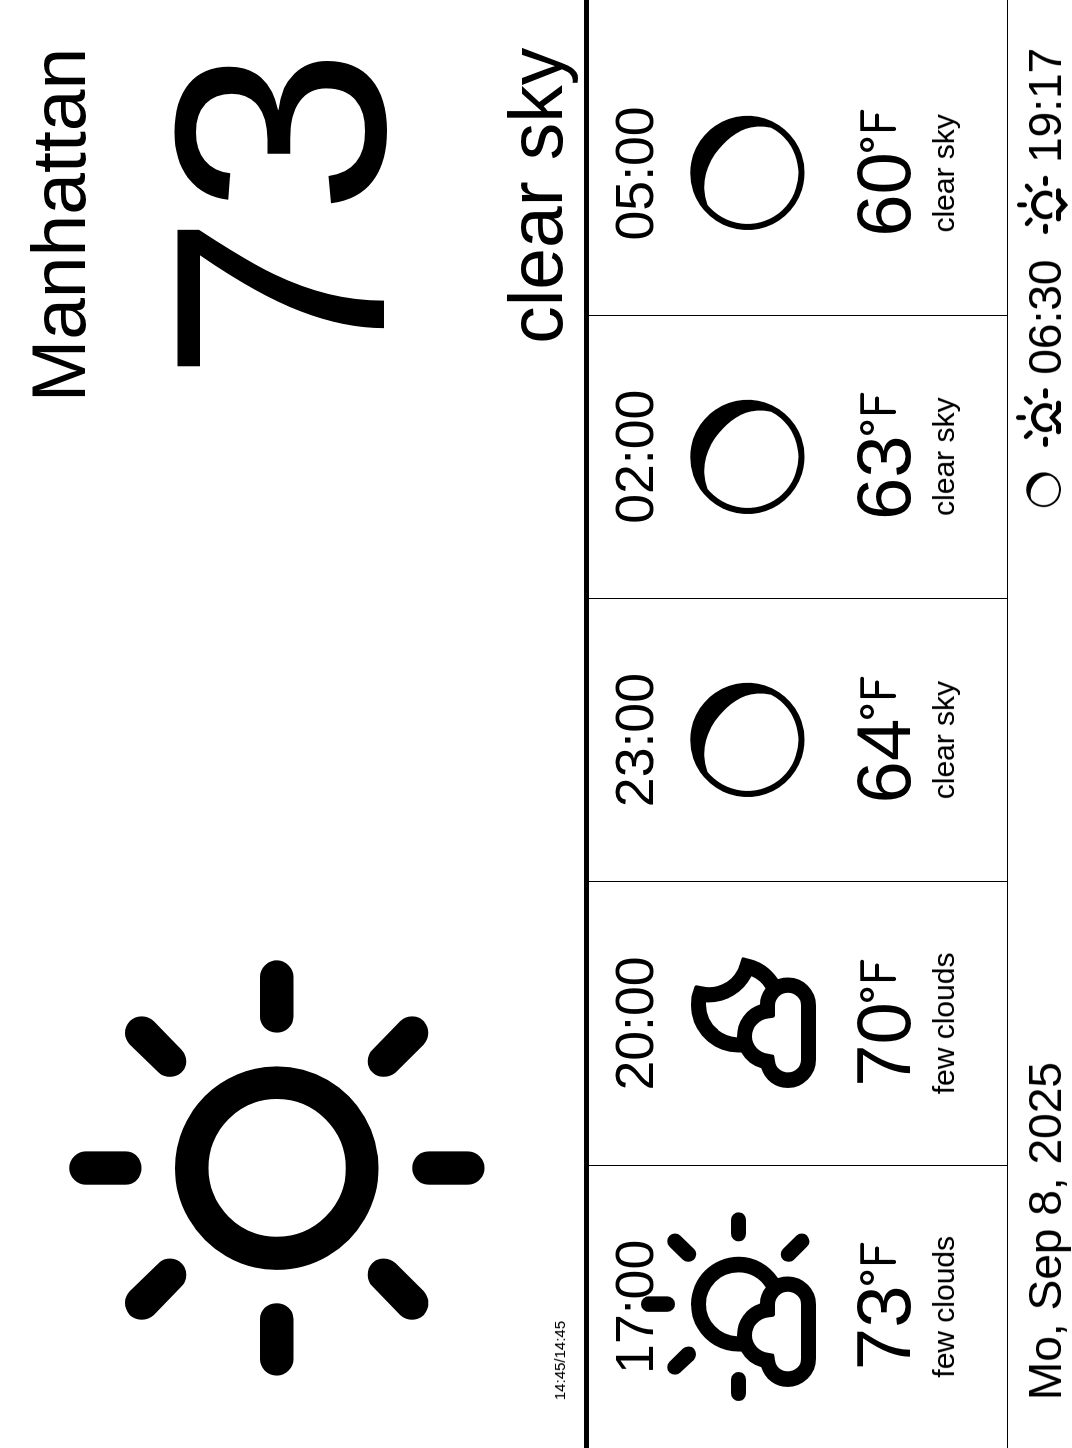 Manhattan
73
clear sky
14:45/14:45
17:00
73°F
few clouds
20:00
70°F
few clouds
23:00
64°F
clear sky
02:00
63°F
clear sky
05:00
60°F
clear sky
Mo, Sep 8, 2025
06:30
19:17